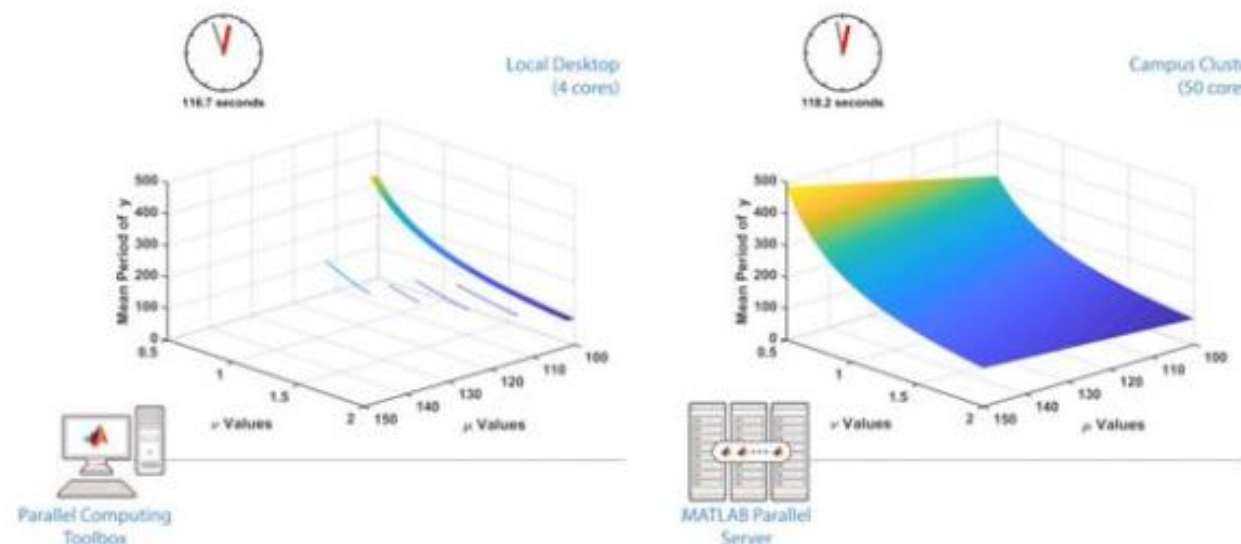 116.7 seconds
Local Desktop
(4 cores)
Mean Period of y
500
400
300
200
100
0
0.5
1
1.5
2
ν Values
150
140
130
120
110
100
μ Values
Parallel Computing
Toolbox
118.2 seconds
Campus Cluste
(50 core
Mean Period of y
500
400
300
200
100
0
0.5
1
1.5
2
ν Values
150
140
130
120
110
100
μ Values
MATLAB Parallel
Server